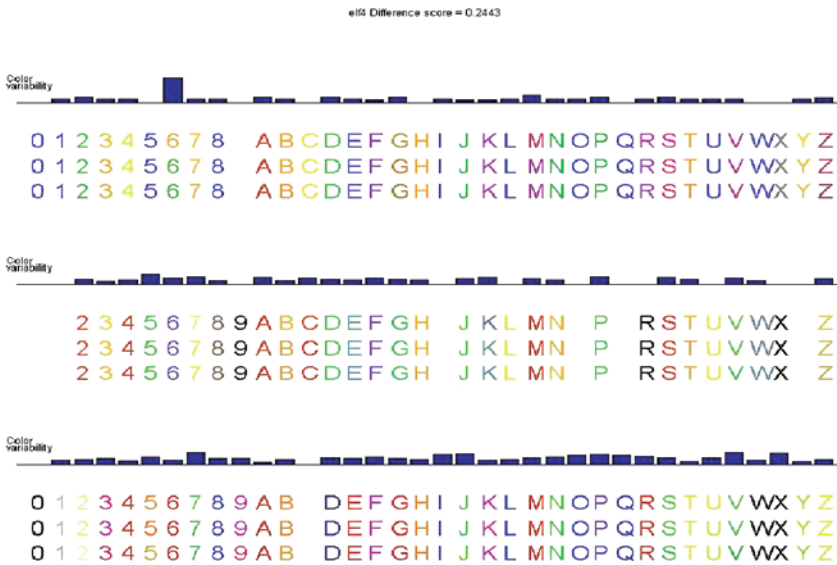 elf4 Difference score = 0.2443
Color
variability
0 1 2 3 4 5 6 7 8 A B C D E F G H I J K L M N O P Q R S T U V W X Y Z
0 1 2 3 4 5 6 7 8 A B C D E F G H I J K L M N O P Q R S T U V W X Y Z
0 1 2 3 4 5 6 7 8 A B C D E F G H I J K L M N O P Q R S T U V W X Y Z
Color
variability
2 3 4 5 6 7 8 9 A B C D E F G H J K L M N P R S T U V W X Z
2 3 4 5 6 7 8 9 A B C D E F G H J K L M N P R S T U V W X Z
2 3 4 5 6 7 8 9 A B C D E F G H J K L M N P R S T U V W X Z
Color
variability
0 1 2 3 4 5 6 7 8 9 A B D E F G H I J K L M N O P Q R S T U V W X Y Z
0 1 2 3 4 5 6 7 8 9 A B D E F G H I J K L M N O P Q R S T U V W X Y Z
0 1 2 3 4 5 6 7 8 9 A B D E F G H I J K L M N O P Q R S T U V W X Y Z